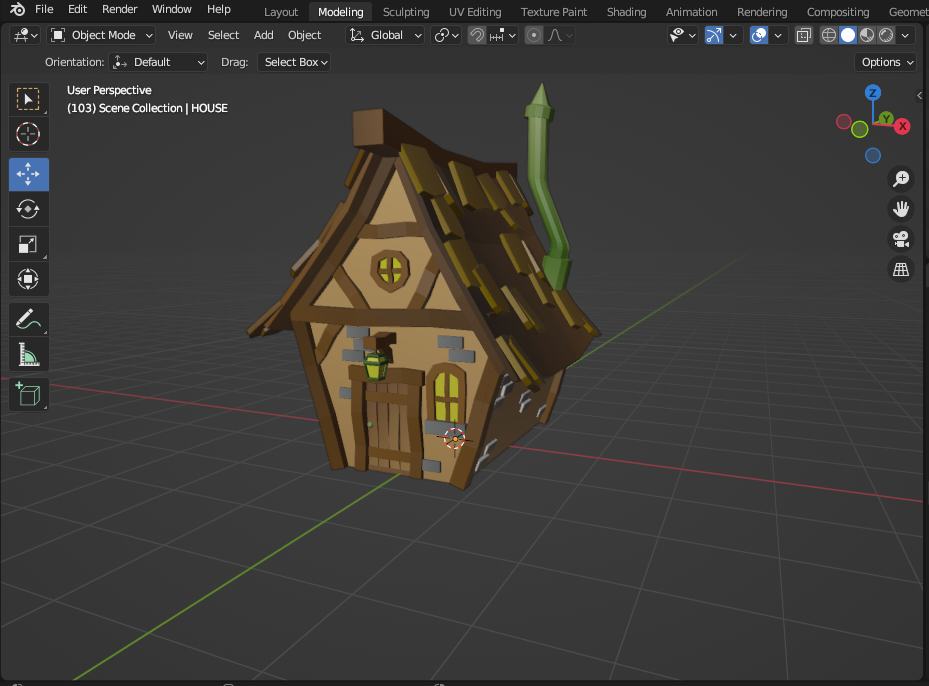 File Edit Render Window Help Layout Modeling Sculpting UV Editing Texture Paint Shading Animation Rendering Compositing Geomet
Object Mode View Select Add Object Global
Orientation: Default Drag: Select Box Options
User Perspective
(103) Scene Collection | HOUSE
Z
Y
X